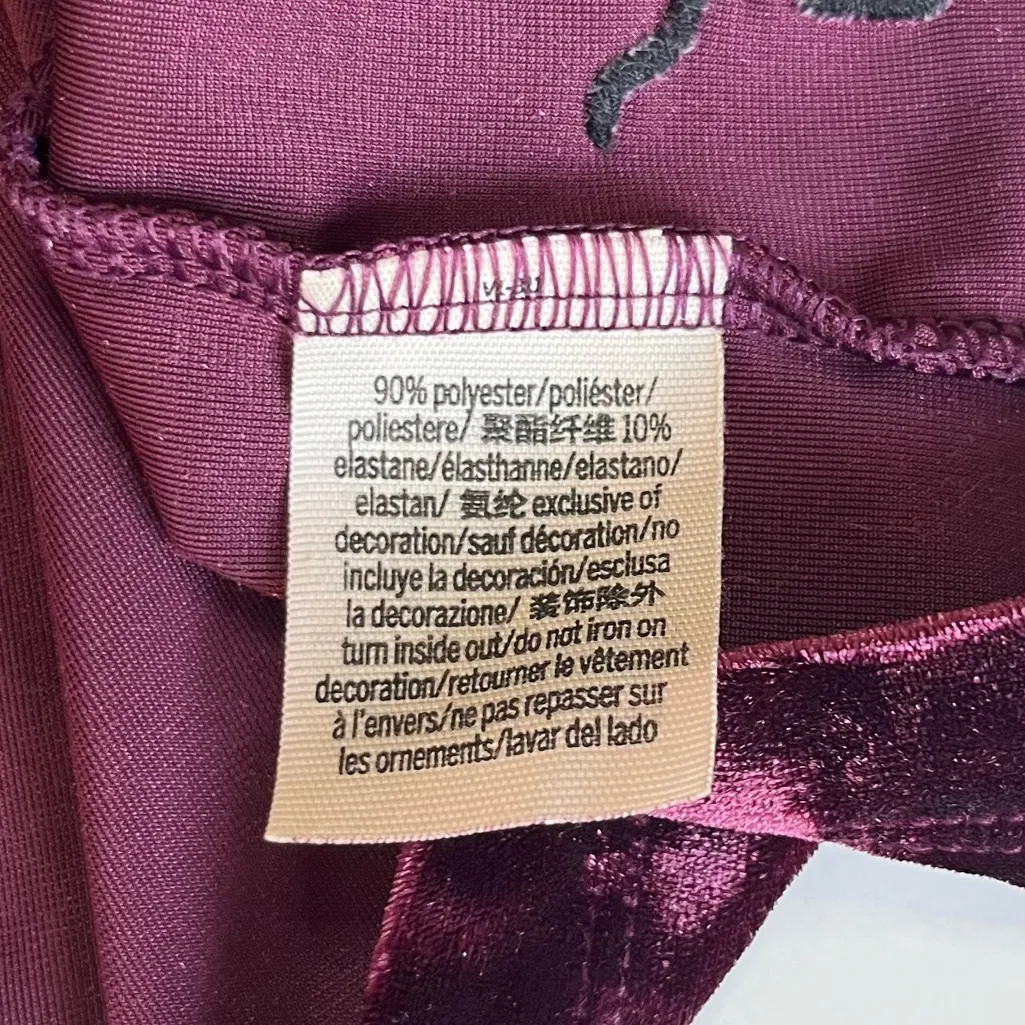 90% polyester/poliéster/
poliestere/ 聚酯纤维 10%
elastane/élasthanne/elastano/
elastan/ 氨纶 exclusive of
decoration/sauf décoration/no
incluye la decoración/esclusa
la decorazione/ 装饰除外
turn inside out/do not iron on
decoration/retourner le vêtement
à l'envers/ne pas repasser sur
les ornements/lavar del lado